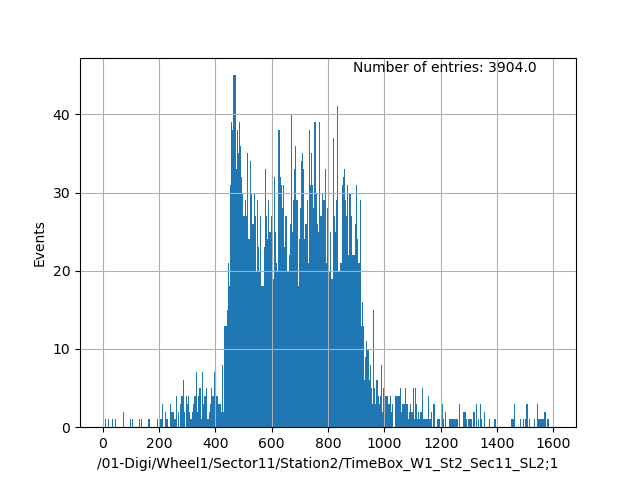 Number of entries: 3904.0
Events
40
30
20
10
0
0 200 400 600 800 1000 1200 1400 1600
/01-Digi/Wheel1/Sector11/Station2/TimeBox_W1_St2_Sec11_SL2;1